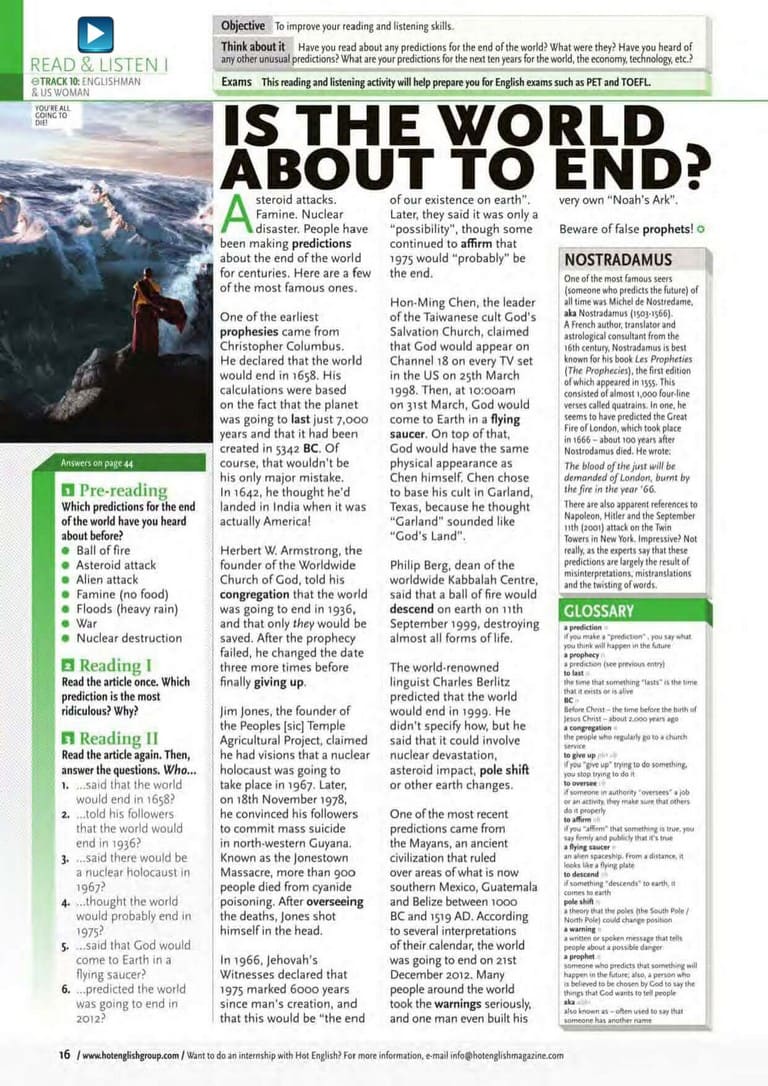 READ & LISTEN I
TRACK 10: ENGLISHMAN
& US WOMAN
Objective To improve your reading and listening skills.
Think about it Have you read about any predictions for the end of the world? What were they? Have you heard of
any other unusual predictions? What are your predictions for the next ten years for the world, the economy, technology, etc.?
Exams This reading and listening activity will help prepare you for English exams such as PET and TOEFL.
YOU'RE ALL
GOING TO
DIE!
IS THE WORLD
ABOUT TO END?
Asteroid attacks.
Famine. Nuclear
disaster. People have
been making predictions
about the end of the world
for centuries. Here are a few
of the most famous ones.
One of the earliest
prophesies came from
Christopher Columbus.
He declared that the world
would end in 1658. His
calculations were based
on the fact that the planet
was going to last just 7,000
years and that it had been
created in 5342 BC. Of
course, that wouldn't be
his only major mistake.
In 1642, he thought he'd
landed in India when it was
actually America!
Herbert W. Armstrong, the
founder of the Worldwide
Church of God, told his
congregation that the world
was going to end in 1936,
and that only they would be
saved. After the prophecy
failed, he changed the date
three more times before
finally giving up.
Jim Jones, the founder of
the Peoples [sic] Temple
Agricultural Project, claimed
he had visions that a nuclear
holocaust was going to
take place in 1967. Later,
on 18th November 1978,
he convinced his followers
to commit mass suicide
in north-western Guyana.
Known as the Jonestown
Massacre, more than 900
people died from cyanide
poisoning. After overseeing
the deaths, Jones shot
himself in the head.
In 1966, Jehovah's
Witnesses declared that
1975 marked 6000 years
since man's creation, and
that this would be "the end
of our existence on earth".
Later, they said it was only a
"possibility", though some
continued to affirm that
1975 would "probably" be
the end.
Hon-Ming Chen, the leader
of the Taiwanese cult God's
Salvation Church, claimed
that God would appear on
Channel 18 on every TV set
in the US on 25th March
1998. Then, at 10:00am
on 31st March, God would
come to Earth in a flying
saucer. On top of that,
God would have the same
physical appearance as
Chen himself. Chen chose
to base his cult in Garland,
Texas, because he thought
"Garland" sounded like
"God's Land".
Philip Berg, dean of the
worldwide Kabbalah Centre,
said that a ball of fire would
descend on earth on 11th
September 1999, destroying
almost all forms of life.
The world-renowned
linguist Charles Berlitz
predicted that the world
would end in 1999. He
didn't specify how, but he
said that it could involve
nuclear devastation,
asteroid impact, pole shift
or other earth changes.
One of the most recent
predictions came from
the Mayans, an ancient
civilization that ruled
over areas of what is now
southern Mexico, Guatemala
and Belize between 1000
BC and 1519 AD. According
to several interpretations
of their calendar, the world
was going to end on 21st
December 2012. Many
people around the world
took the warnings seriously,
and one man even built his
very own "Noah's Ark".
Beware of false prophets!
NOSTRADAMUS
One of the most famous seers
(someone who predicts the future) of
all time was Michel de Nostredame,
aka Nostradamus (1503-1566).
A French author, translator and
astrological consultant from the
16th century, Nostradamus is best
known for his book Les Propheties
(The Prophecies), the first edition
of which appeared in 1555. This
consisted of almost 1,000 four-line
verses called quatrains. In one, he
seems to have predicted the Great
Fire of London, which took place
in 1666 – about 100 years after
Nostradamus died. He wrote:
The blood of the just will be
demanded of London, burnt by
the fire in the year '66.
There are also apparent references to
Napoleon, Hitler and the September
11th (2001) attack on the Twin
Towers in New York. Impressive? Not
really, as the experts say that these
predictions are largely the result of
misinterpretations, mistranslations
and the twisting of words.
GLOSSARY
a prediction n
if you make a "prediction", you say what
you think will happen in the future
a prophecy n
a prediction (see previous entry)
to last v
the time that something "lasts" is the time
that it exists or is alive
BC n
Before Christ – the time before the birth of
Jesus Christ – about 2,000 years ago
a congregation n
the people who regularly go to a church
service
to give up phr vb
if you "give up" trying to do something,
you stop trying to do it
to oversee vb
if someone in authority "oversees" a job
or an activity, they make sure that others
do it properly
to affirm vb
if you "affirm" that something is true, you
say firmly and publicly that it's true
a flying saucer n
an alien spaceship. From a distance, it
looks like a flying plate
to descend vb
if something "descends" to earth, it
comes to earth
pole shift n
a theory that the poles (the South Pole /
North Pole) could change position
a warning n
a written or spoken message that tells
people about a possible danger
a prophet n
someone who predicts that something will
happen in the future; also, a person who
is believed to be chosen by God to say the
things that God wants to tell people
aka abbr
also known as – often used to say that
someone has another name
Answers on page 44
1 Pre-reading
Which predictions for the end
of the world have you heard
about before?
Ball of fire
Asteroid attack
Alien attack
Famine (no food)
Floods (heavy rain)
War
Nuclear destruction
2 Reading I
Read the article once. Which
prediction is the most
ridiculous? Why?
3 Reading II
Read the article again. Then,
answer the questions. Who...
1. ...said that the world
would end in 1658?
2. ...told his followers
that the world would
end in 1936?
3. ...said there would be
a nuclear holocaust in
1967?
4. ...thought the world
would probably end in
1975?
5. ...said that God would
come to Earth in a
flying saucer?
6. ...predicted the world
was going to end in
2012?
16 / www.hotenglishgroup.com / Want to do an internship with Hot English? For more information, e-mail info@hotenglishmagazine.com